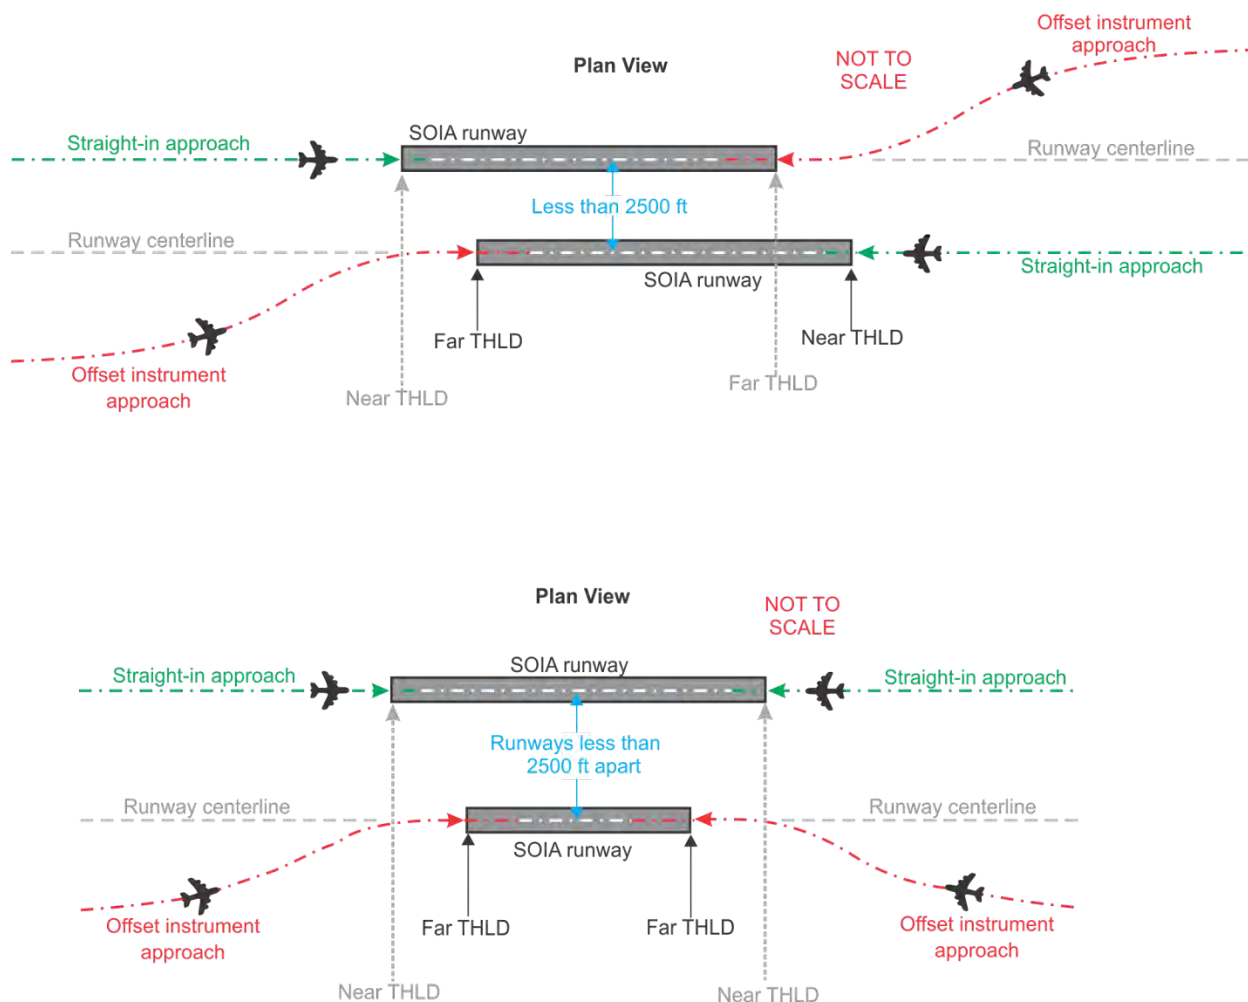 Offset instrument
approach
Plan View
NOT TO
SCALE
SOIA runway
Straight-in approach
Runway centerline
Less than 2500 ft
Runway centerline
Straight-in approach
SOIA runway
Far THLD
Near THLD
Offset instrument
approach
Near THLD
Far THLD
Plan View
NOT TO
SCALE
SOIA runway
Straight-in approach
Straight-in approach
Runways less than
2500 ft apart
Runway centerline
Runway centerline
SOIA runway
Far THLD
Far THLD
Offset instrument
approach
Offset instrument
approach
Near THLD
Near THLD